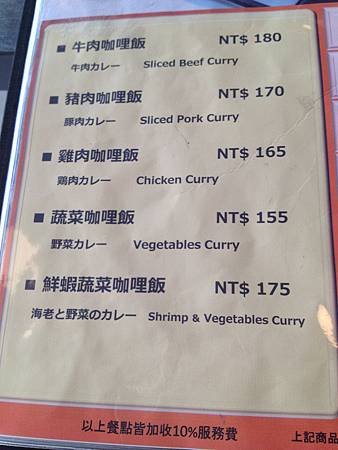 ■ 牛肉咖哩飯 NT$ 180
牛肉カレー Sliced Beef Curry
■ 豬肉咖哩飯 NT$ 170
豚肉カレー Sliced Pork Curry
■ 雞肉咖哩飯 NT$ 165
鶏肉カレー Chicken Curry
■ 蔬菜咖哩飯 NT$ 155
野菜カレー Vegetables Curry
■ 鮮蝦蔬菜咖哩飯 NT$ 175
海老と野菜のカレー Shrimp & Vegetables Curry
以上餐點皆加收10%服務費 上記商品